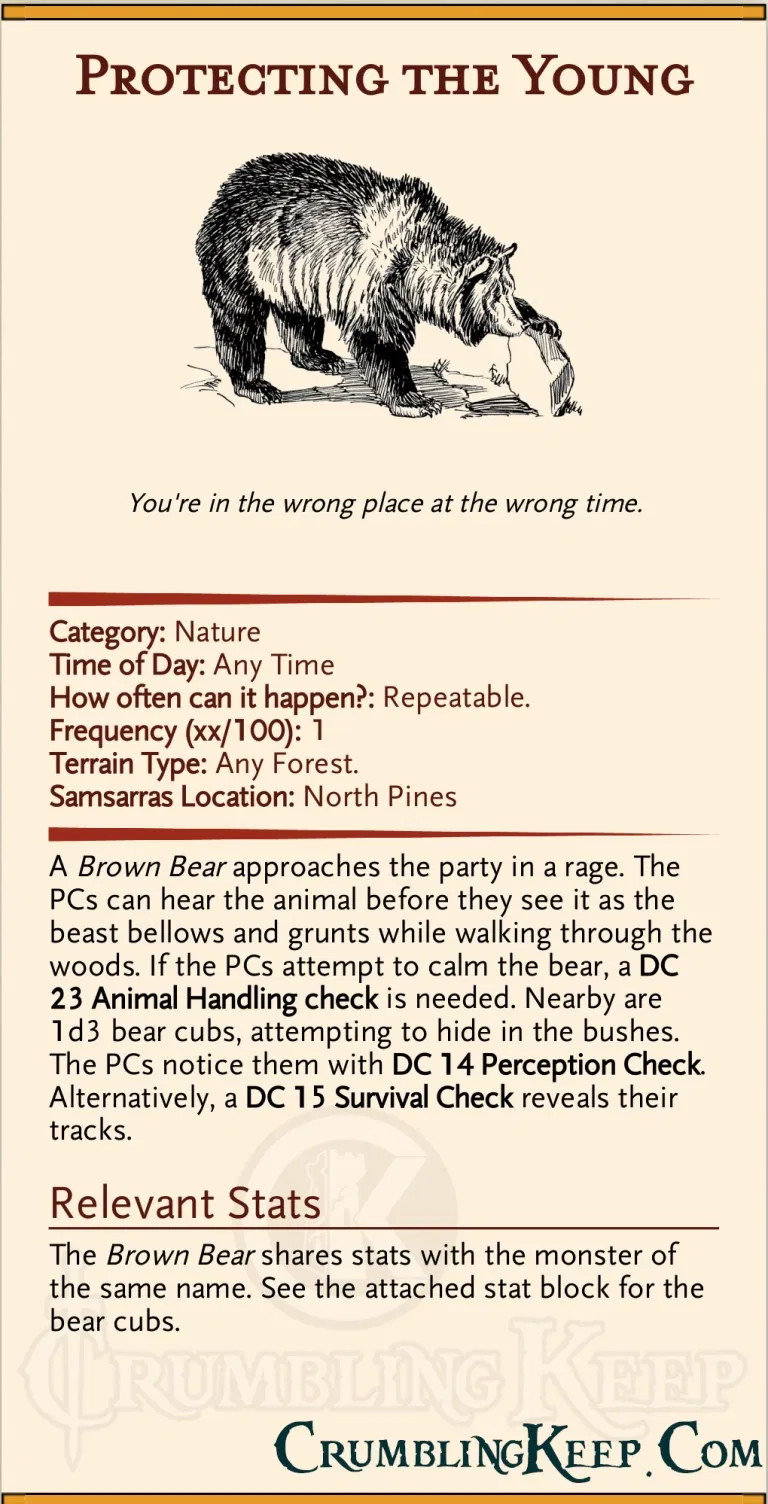 Protecting the Young
You're in the wrong place at the wrong time.
Category: Nature
Time of Day: Any Time
How often can it happen?: Repeatable.
Frequency (xx/100): 1
Terrain Type: Any Forest.
Samsarras Location: North Pines
A Brown Bear approaches the party in a rage. The
PCs can hear the animal before they see it as the
beast bellows and grunts while walking through the
woods. If the PCs attempt to calm the bear, a DC
23 Animal Handling check is needed. Nearby are
1d3 bear cubs, attempting to hide in the bushes.
The PCs notice them with DC 14 Perception Check.
Alternatively, a DC 15 Survival Check reveals their
tracks.
Relevant Stats
The Brown Bear shares stats with the monster of
the same name. See the attached stat block for the
bear cubs.
CK
Crumbling Keep
CrumblingKeep.Com